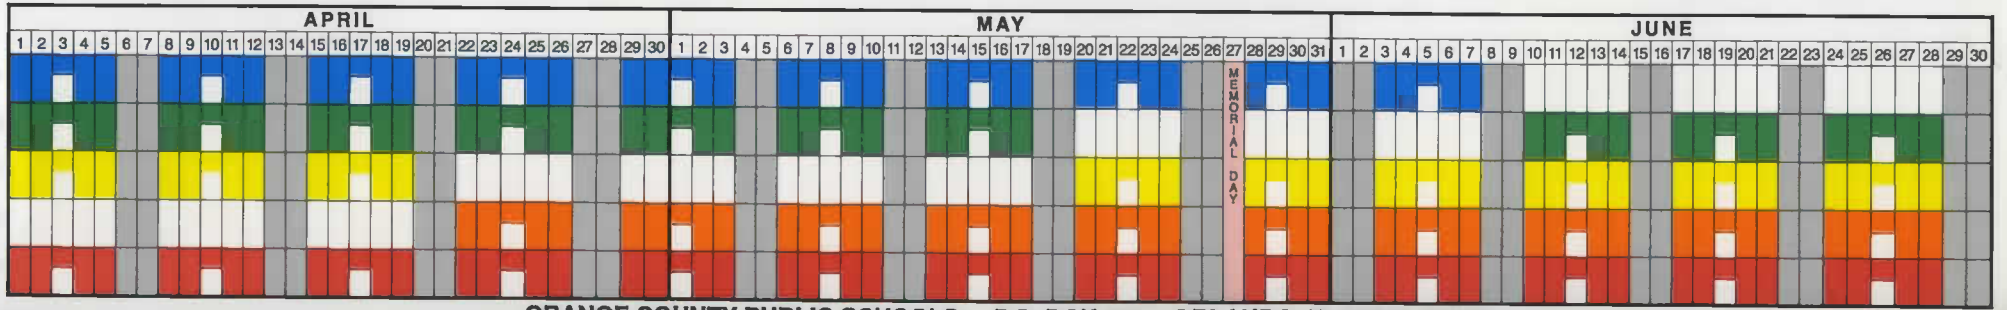 APRIL MAY JUNE
1 2 3 4 5 6 7 8 9 10 11 12 13 14 15 16 17 18 19 20 21 22 23 24 25 26 27 28 29 30 1 2 3 4 5 6 7 8 9 10 11 12 13 14 15 16 17 18 19 20 21 22 23 24 25 26 27 28 29 30 31 1 2 3 4 5 6 7 8 9 10 11 12 13 14 15 16 17 18 19 20 21 22 23 24 25 26 27 28 29 30
MEMORIAL DAY
ORANGE COUNTY PUBLIC SCHOOLS